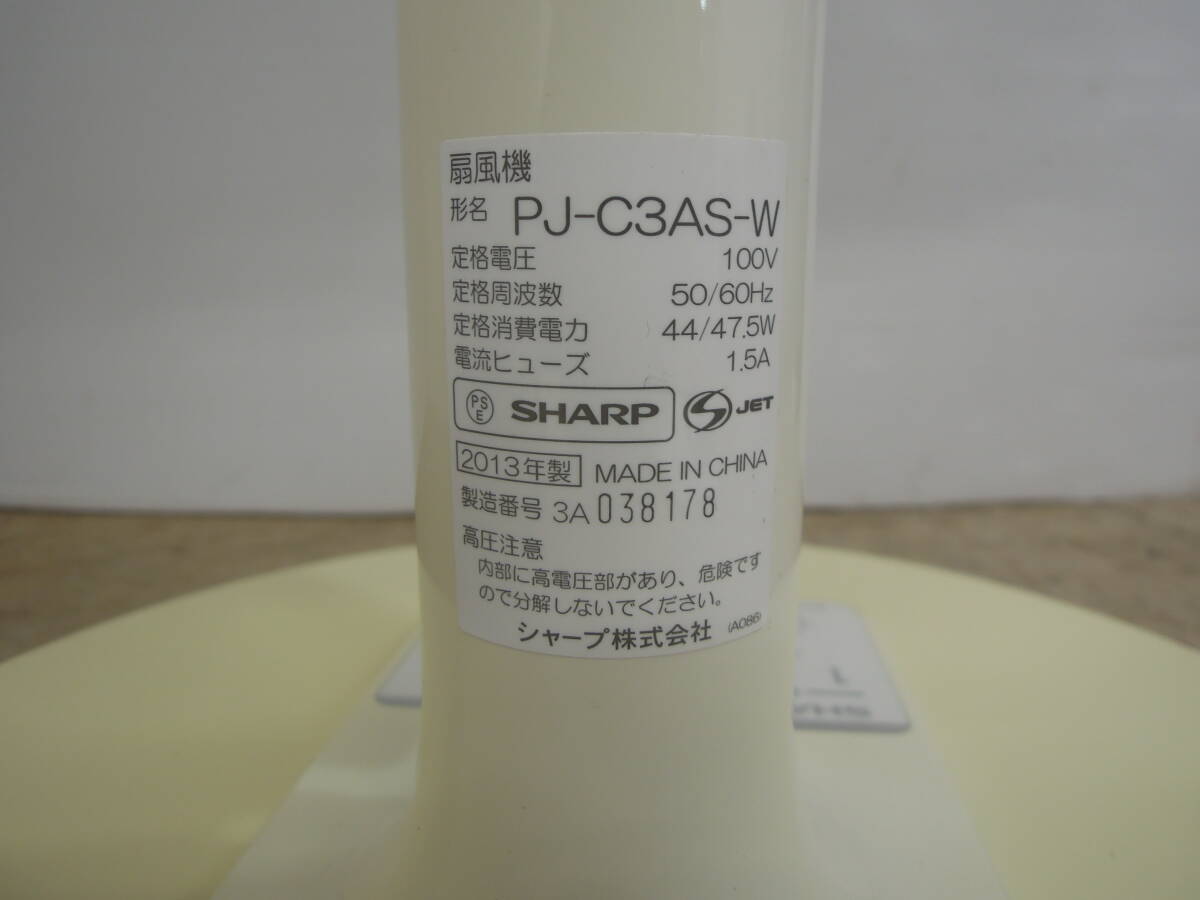 扇風機
形名 PJ-C3AS-W
定格電圧 100V
定格周波数 50/60Hz
定格消費電力 44/47.5W
電流ヒューズ 1.5A
PSE SHARP JET
2013年製 MADE IN CHINA
製造番号 3A 038178
高圧注意
内部に高電圧部があり、危険です
ので分解しないでください。
シャープ株式会社 (A086)